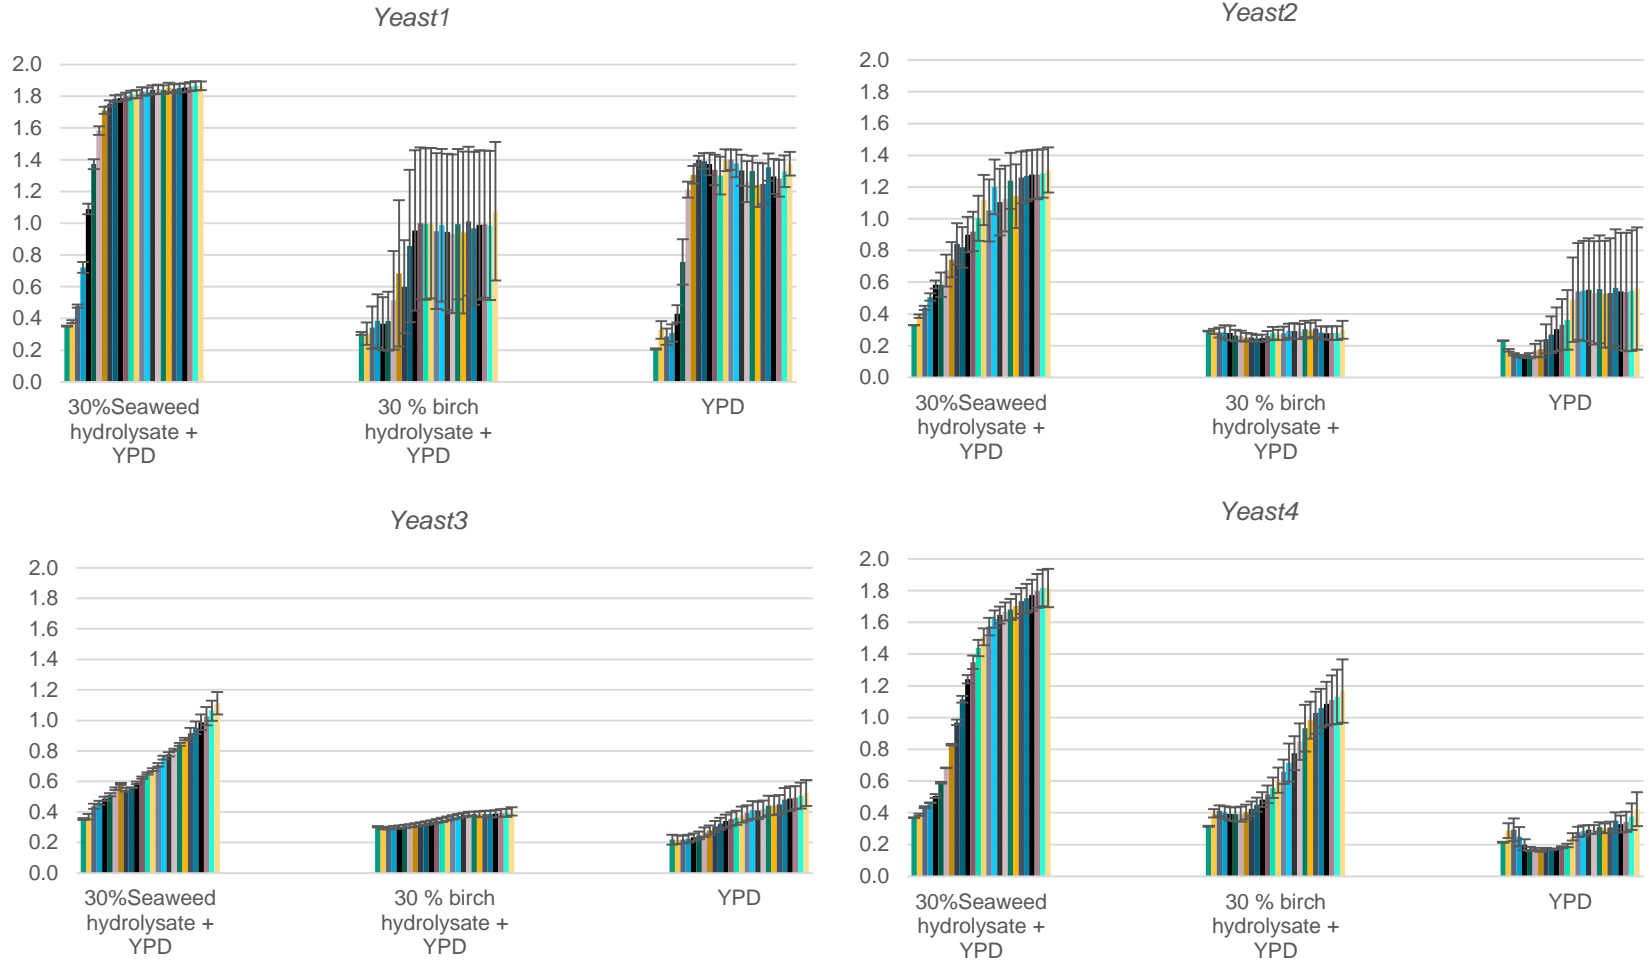 Yeast1
2.0
1.8
1.6
1.4
1.2
1.0
0.8
0.6
0.4
0.2
0.0
30%Seaweed
hydrolysate +
YPD
30 % birch
hydrolysate +
YPD
YPD
Yeast2
2.0
1.8
1.6
1.4
1.2
1.0
0.8
0.6
0.4
0.2
0.0
30%Seaweed
hydrolysate +
YPD
30 % birch
hydrolysate +
YPD
YPD
Yeast3
2.0
1.8
1.6
1.4
1.2
1.0
0.8
0.6
0.4
0.2
0.0
30%Seaweed
hydrolysate +
YPD
30 % birch
hydrolysate +
YPD
YPD
Yeast4
2.0
1.8
1.6
1.4
1.2
1.0
0.8
0.6
0.4
0.2
0.0
30%Seaweed
hydrolysate +
YPD
30 % birch
hydrolysate +
YPD
YPD